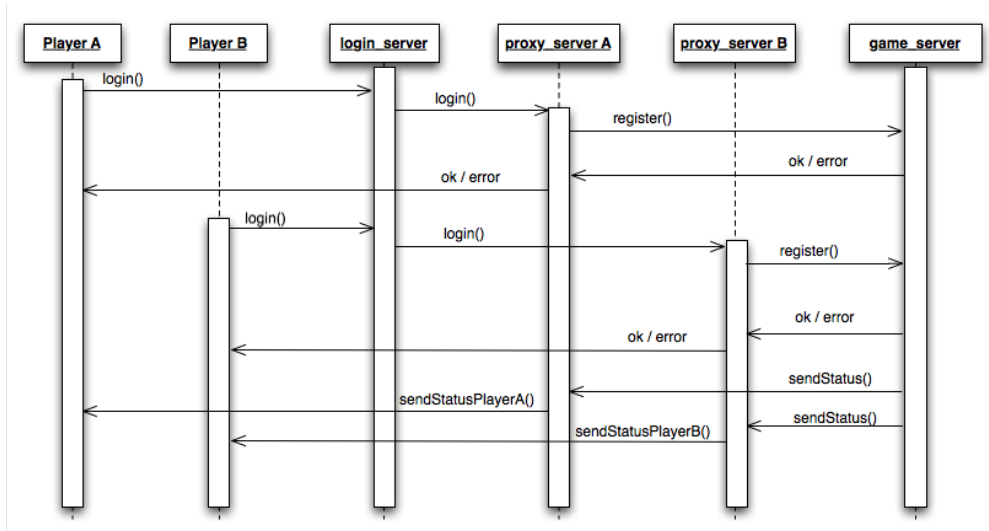 Player A
Player B
login_server
proxy_server A
proxy_server B
game_server
login()
login()
register()
ok / error
ok / error
login()
login()
register()
ok / error
ok / error
sendStatus()
sendStatusPlayerA()
sendStatus()
sendStatusPlayerB()